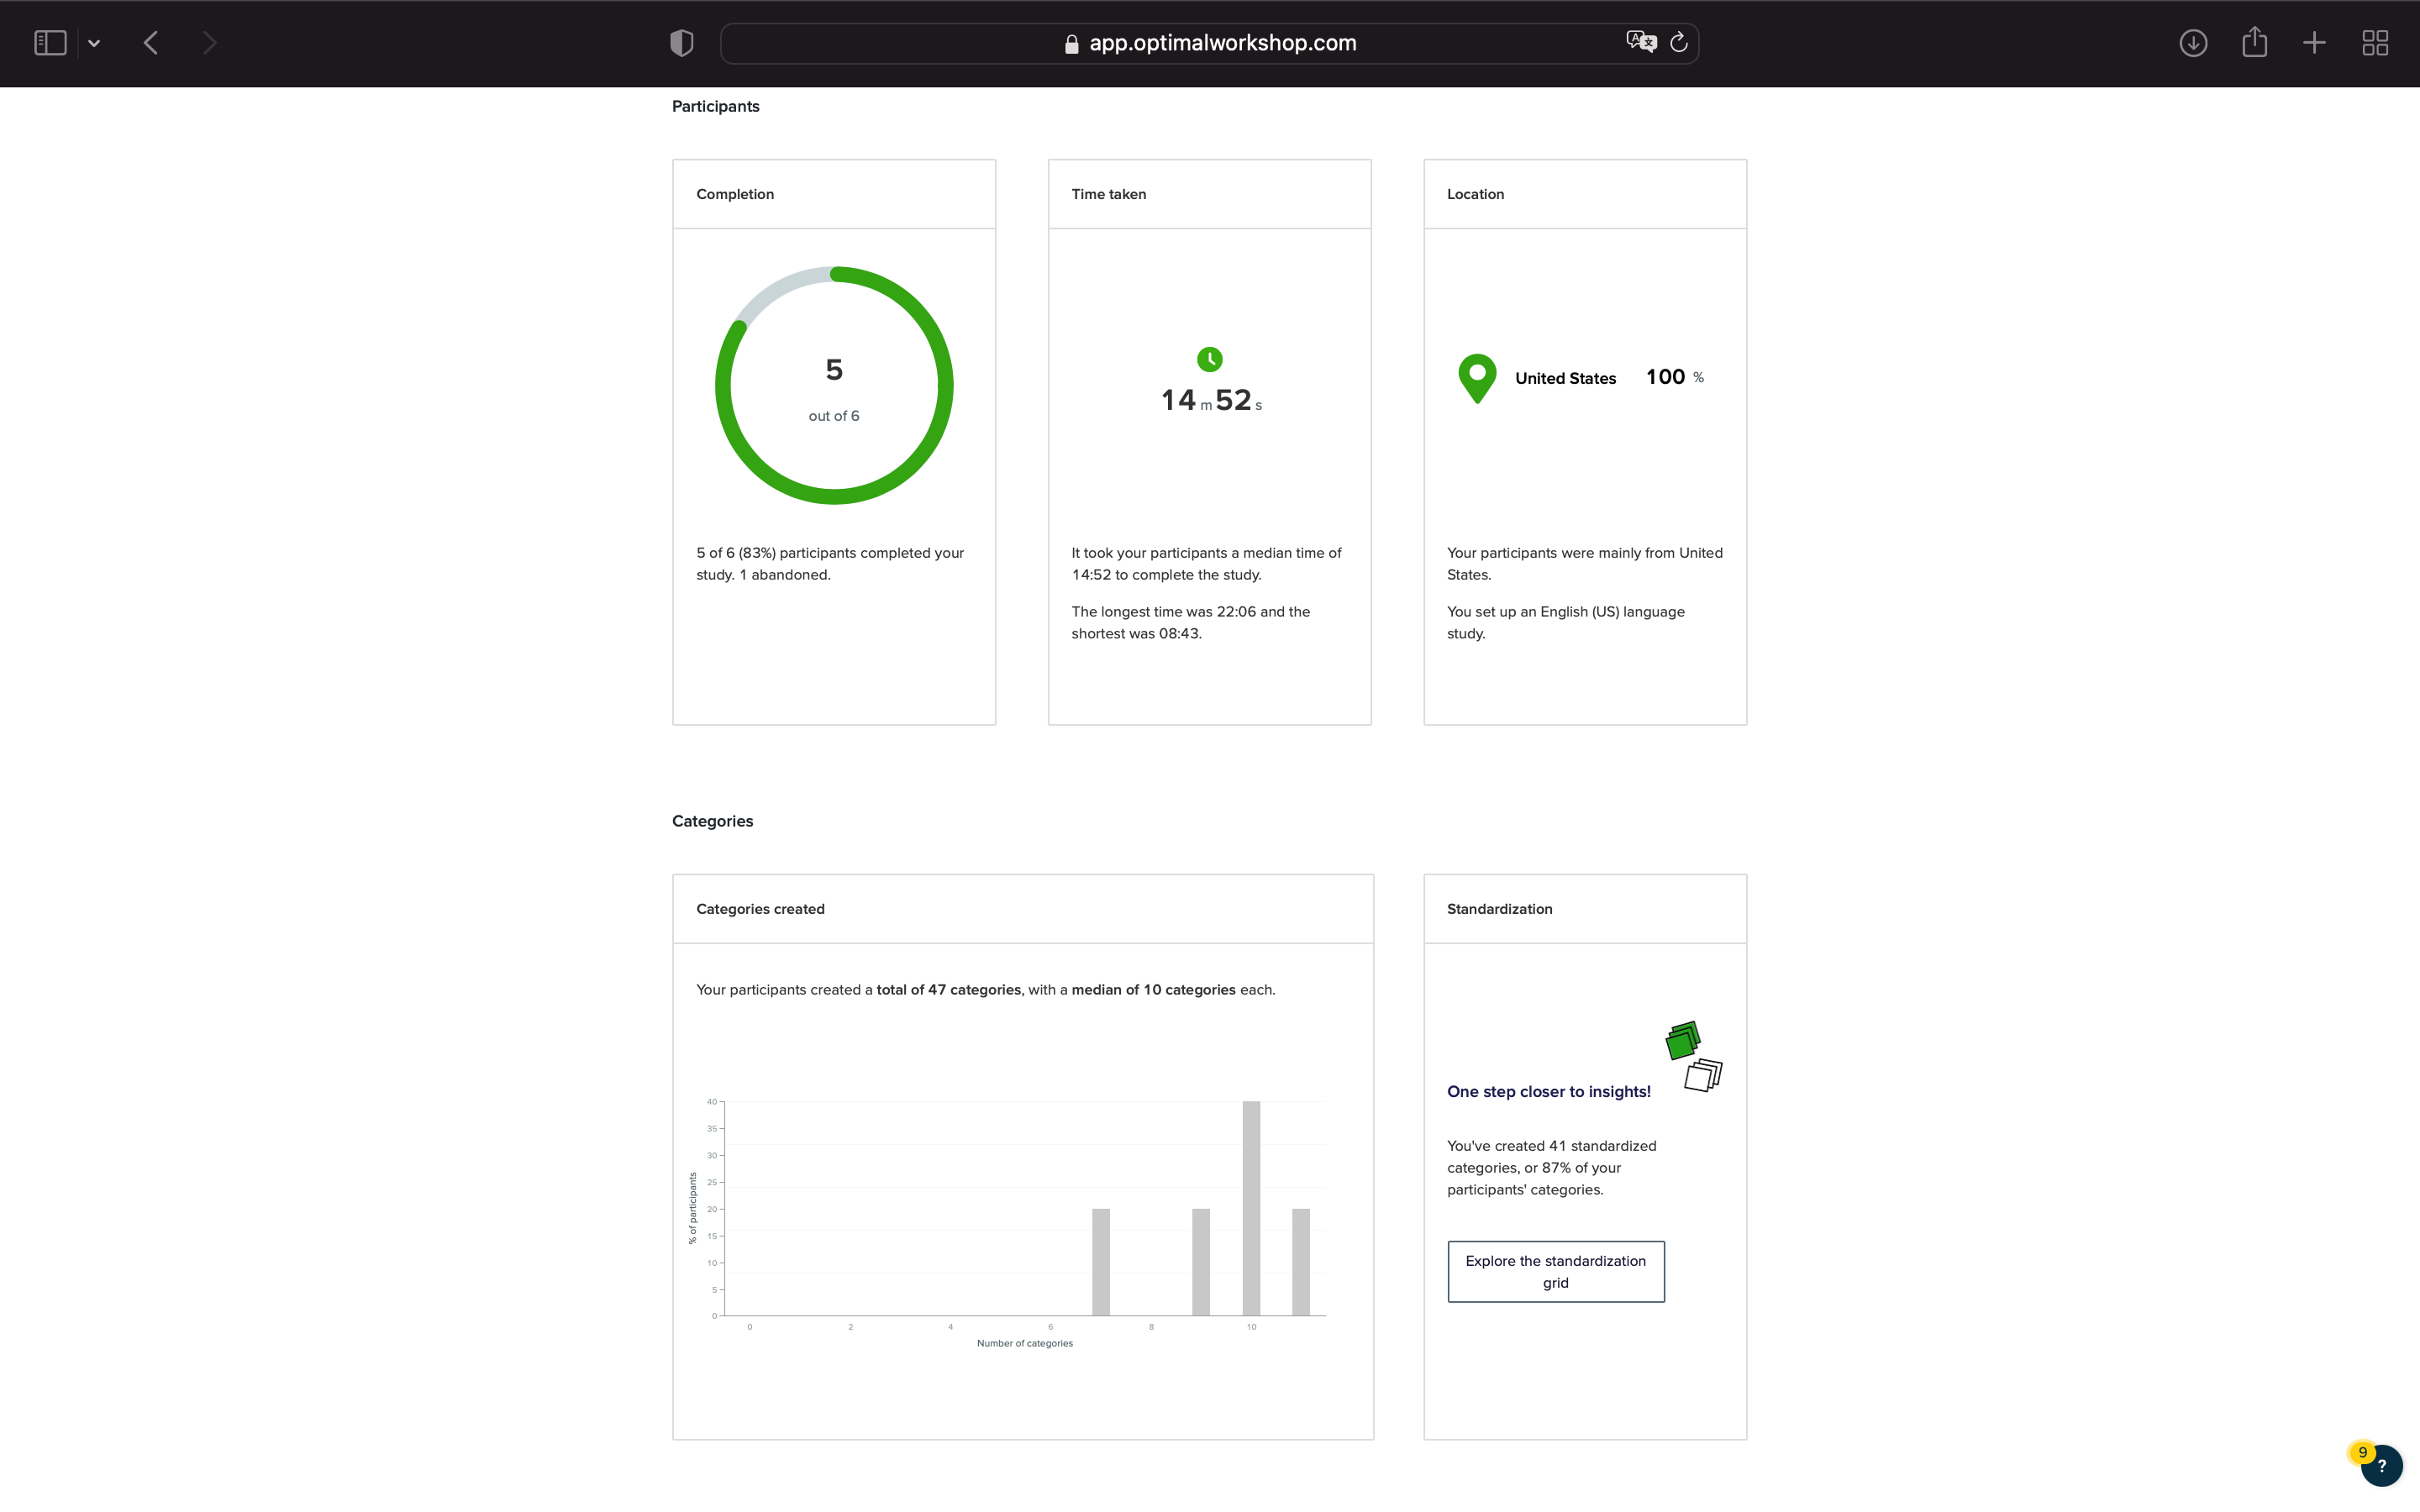 app.optimalworkshop.com
Participants
Completion
5
out of 6
5 of 6 (83%) participants completed your
study. 1 abandoned.
Time taken
14 m 52 s
It took your participants a median time of
14:52 to complete the study.
The longest time was 22:06 and the
shortest was 08:43.
Location
United States 100 %
Your participants were mainly from United
States.
You set up an English (US) language
study.
Categories
Categories created
Your participants created a total of 47 categories, with a median of 10 categories each.
% of participants
40
35
30
25
20
15
10
5
0
0 2 4 6 8 10
Number of categories
Standardization
One step closer to insights!
You've created 41 standardized
categories, or 87% of your
participants' categories.
Explore the standardization
grid
9
?